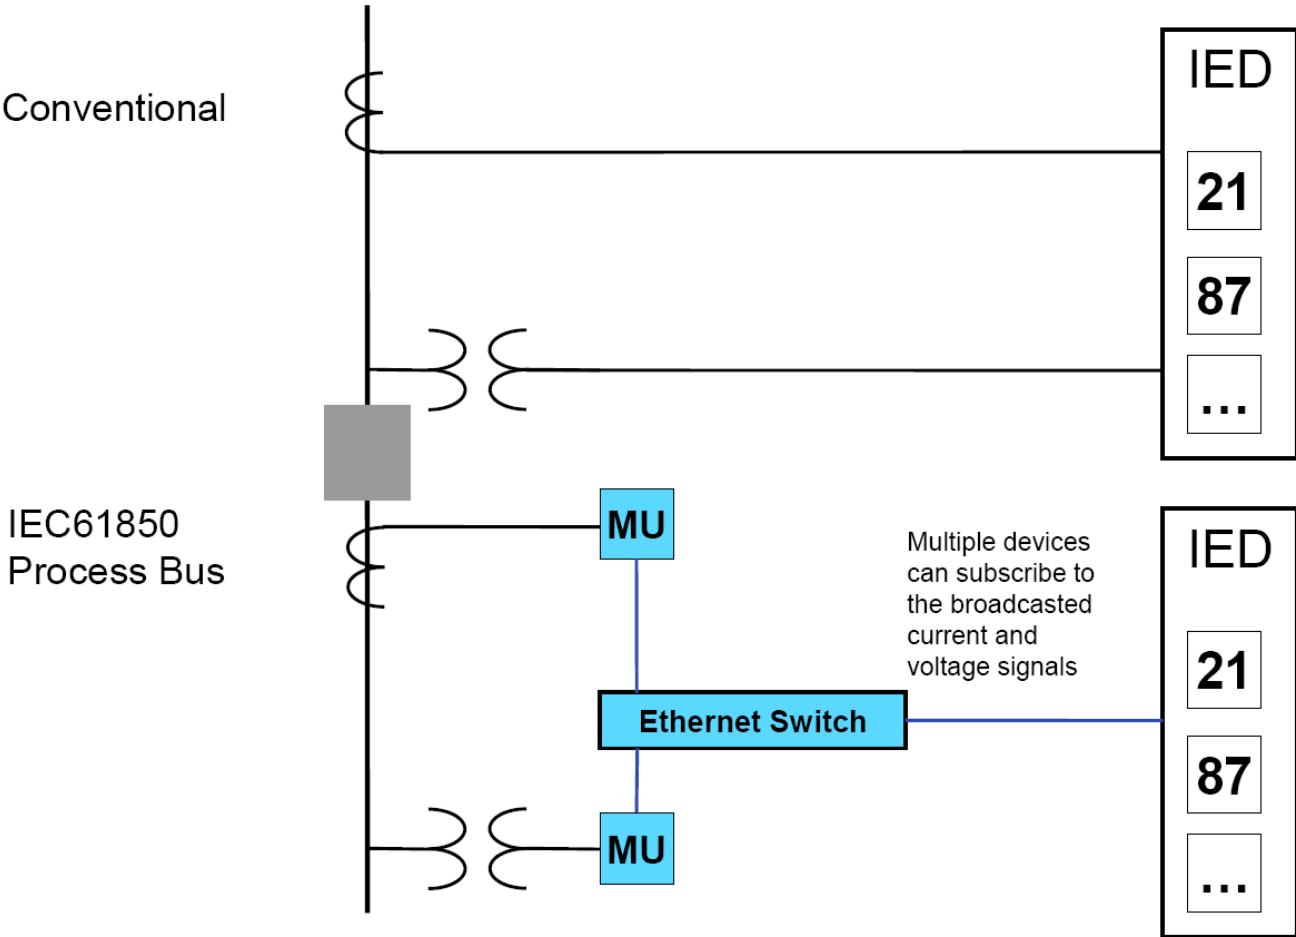 Conventional
IED
21
87
...
IEC61850
Process Bus
MU
Multiple devices
can subscribe to
the broadcasted
current and
voltage signals
Ethernet Switch
MU
IED
21
87
...